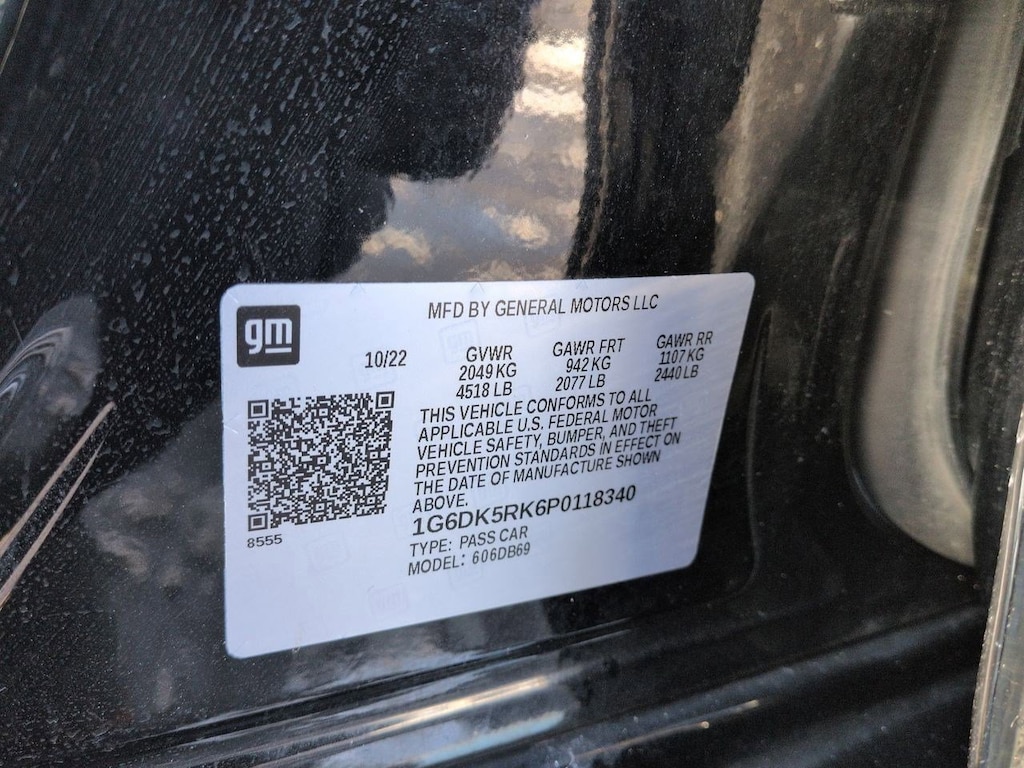 gm
MFD BY GENERAL MOTORS LLC
10/22
GVWR
2049 KG
4518 LB
GAWR FRT
942 KG
2077 LB
GAWR RR
1107 KG
2440 LB
THIS VEHICLE CONFORMS TO ALL
APPLICABLE U.S. FEDERAL MOTOR
VEHICLE SAFETY, BUMPER, AND THEFT
PREVENTION STANDARDS IN EFFECT ON
THE DATE OF MANUFACTURE SHOWN
ABOVE.
1G6DK5RK6P0118340
8555
TYPE: PASS CAR
MODEL: 606DB69